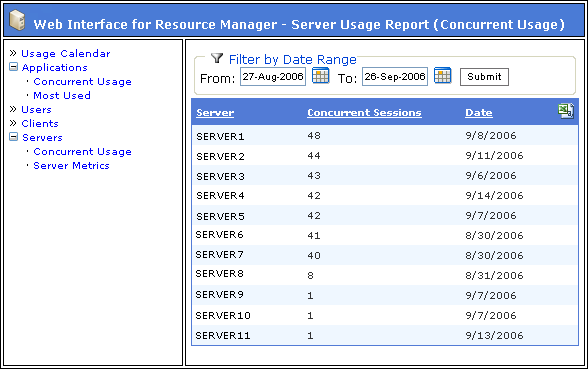 Web Interface for Resource Manager - Server Usage Report (Concurrent Usage)
» Usage Calendar
Applications
· Concurrent Usage
· Most Used
» Users
» Clients
Servers
· Concurrent Usage
· Server Metrics
Filter by Date Range
From: 27-Aug-2006 To: 26-Sep-2006 Submit
Server Concurrent Sessions Date
SERVER1 48 9/8/2006
SERVER2 44 9/11/2006
SERVER3 43 9/6/2006
SERVER4 42 9/14/2006
SERVER5 42 9/7/2006
SERVER6 41 8/30/2006
SERVER7 40 8/30/2006
SERVER8 8 8/31/2006
SERVER9 1 9/7/2006
SERVER10 1 9/7/2006
SERVER11 1 9/13/2006